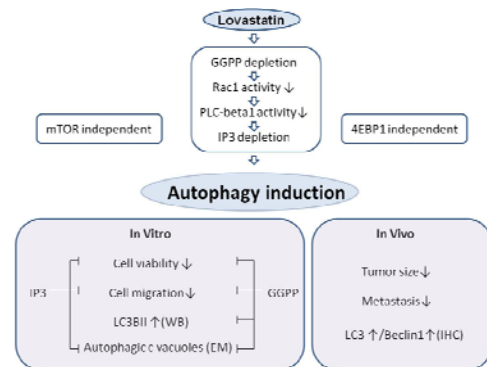 Lovastatin
GGPP depletion
Rac1 activity ↓
PLC-beta1 activity↓
IP3 depletion
mTOR independent
4EBP1 independent
Autophagy induction
In Vitro
IP3
Cell viability ↓
Cell migration ↓
LC3BII ↑(WB)
Autophagic c vacuoles (EM)
GGPP
In Vivo
Tumor size↓
Metastasis↓
LC3 ↑/Beclin1↑(IHC)